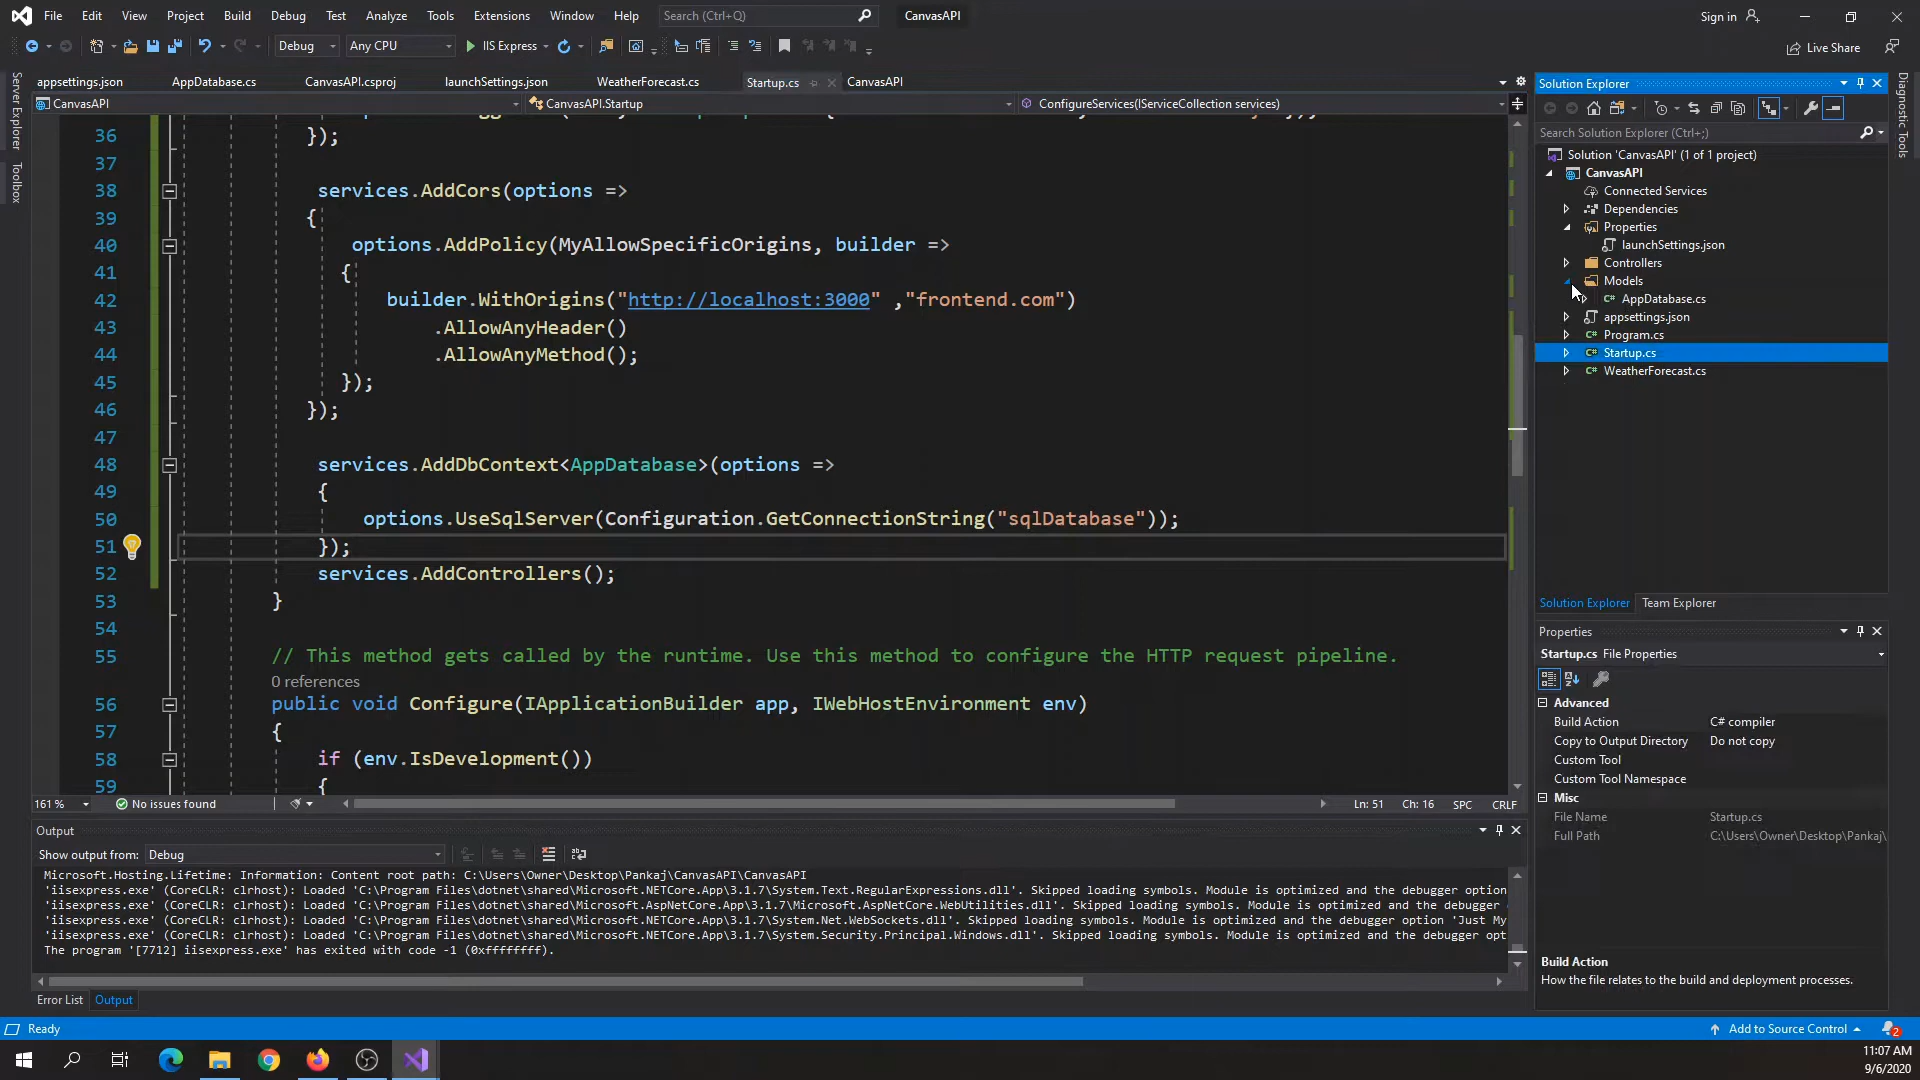 File Edit View Project Build Debug Test Analyze Tools Extensions Window Help Search (Ctrl+Q) CanvasAPI Sign in
Debug Any CPU IIS Express Live Share
appsettings.json AppDatabase.cs CanvasAPI.csproj launchSettings.json WeatherForecast.cs Startup.cs CanvasAPI
CanvasAPI CanvasAPI.Startup ConfigureServices(IServiceCollection services)
Server Explorer
Toolbox
36 });
37
38 services.AddCors(options =>
39 {
40 options.AddPolicy(MyAllowSpecificOrigins, builder =>
41 {
42 builder.WithOrigins("http://localhost:3000" ,"frontend.com")
43 .AllowAnyHeader()
44 .AllowAnyMethod();
45 });
46 });
47
48 services.AddDbContext<AppDatabase>(options =>
49 {
50 options.UseSqlServer(Configuration.GetConnectionString("sqlDatabase"));
51 });
52 services.AddControllers();
53 }
54
55 // This method gets called by the runtime. Use this method to configure the HTTP request pipeline.
0 references
56 public void Configure(IApplicationBuilder app, IWebHostEnvironment env)
57 {
58 if (env.IsDevelopment())
59 {
161 % No issues found Ln: 51 Ch: 16 SPC CRLF
Output
Show output from: Debug
Microsoft.Hosting.Lifetime: Information: Content root path: C:\Users\Owner\Desktop\Pankaj\CanvasAPI\CanvasAPI
'iisexpress.exe' (CoreCLR: clrhost): Loaded 'C:\Program Files\dotnet\shared\Microsoft.NETCore.App\3.1.7\System.Text.RegularExpressions.dll'. Skipped loading symbols. Module is optimized and the debugger option
'iisexpress.exe' (CoreCLR: clrhost): Loaded 'C:\Program Files\dotnet\shared\Microsoft.AspNetCore.App\3.1.7\Microsoft.AspNetCore.WebUtilities.dll'. Skipped loading symbols. Module is optimized and the debugger
'iisexpress.exe' (CoreCLR: clrhost): Loaded 'C:\Program Files\dotnet\shared\Microsoft.NETCore.App\3.1.7\System.Net.WebSockets.dll'. Skipped loading symbols. Module is optimized and the debugger option 'Just My
'iisexpress.exe' (CoreCLR: clrhost): Loaded 'C:\Program Files\dotnet\shared\Microsoft.NETCore.App\3.1.7\System.Security.Principal.Windows.dll'. Skipped loading symbols. Module is optimized and the debugger opt
The program '[7712] iisexpress.exe' has exited with code -1 (0xffffffff).
Error List Output
Solution Explorer
Search Solution Explorer (Ctrl+;)
Solution 'CanvasAPI' (1 of 1 project)
CanvasAPI
Connected Services
Dependencies
Properties
launchSettings.json
Controllers
Models
C# AppDatabase.cs
appsettings.json
C# Program.cs
C# Startup.cs
C# WeatherForecast.cs
Solution Explorer Team Explorer
Properties
Startup.cs File Properties
Advanced
Build Action C# compiler
Copy to Output Directory Do not copy
Custom Tool
Custom Tool Namespace
Misc
File Name Startup.cs
Full Path C:\Users\Owner\Desktop\Pankaj\
Build Action
How the file relates to the build and deployment processes.
Diagnostic Tools
Ready Add to Source Control 2
11:07 AM
9/6/2020